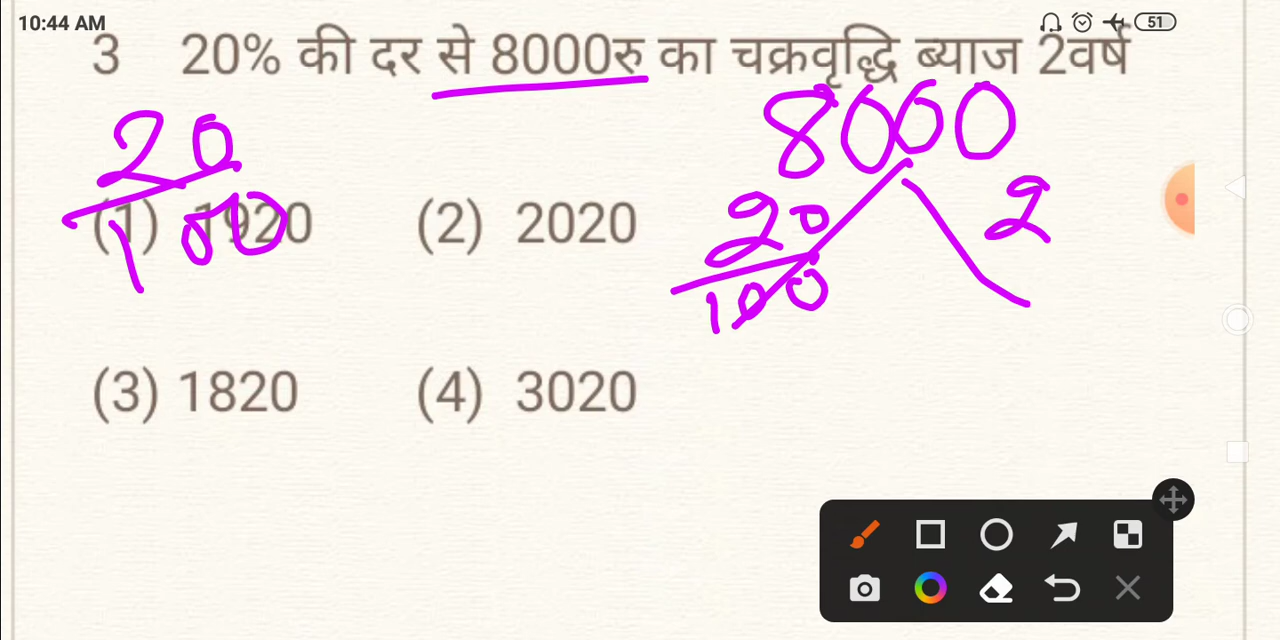 10:44 AM 51
3 20% की दर से 8000रु का चक्रवृद्धि ब्याज 2वर्ष
8000
20 20 2
100 100
(1) 1920 (2) 2020
(3) 1820 (4) 3020